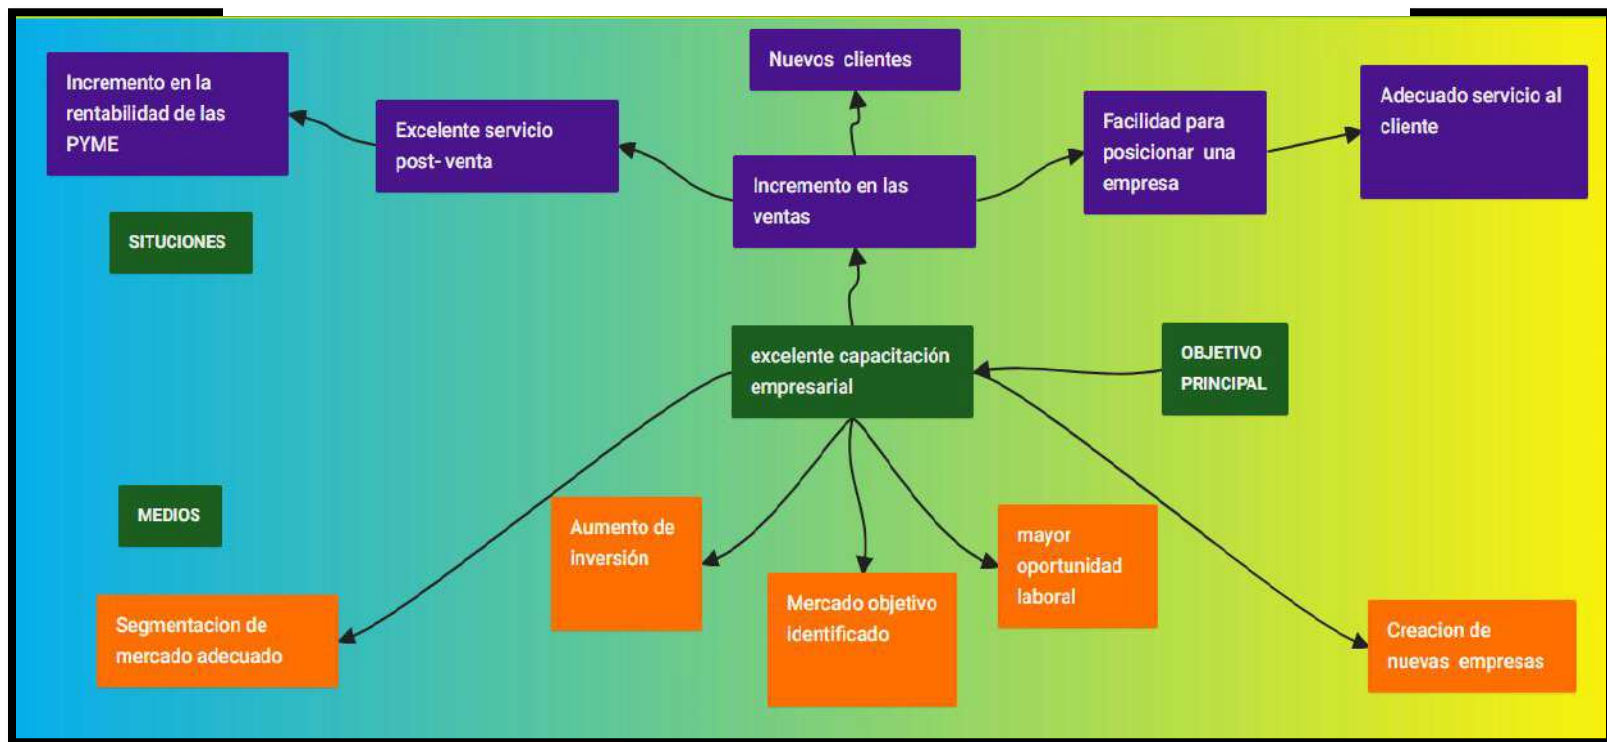 Incremento en la
rentabilidad de las
PYME
Excelente servicio
post- venta
Nuevos clientes
Incremento en las
ventas
Facilidad para
posicionar una
empresa
Adecuado servicio al
cliente
SITUCIONES
excelente capacitación
empresarial
OBJETIVO
PRINCIPAL
MEDIOS
Segmentacion de
mercado adecuado
Aumento de
inversión
Mercado objetivo
identificado
mayor
oportunidad
laboral
Creacion de
nuevas empresas